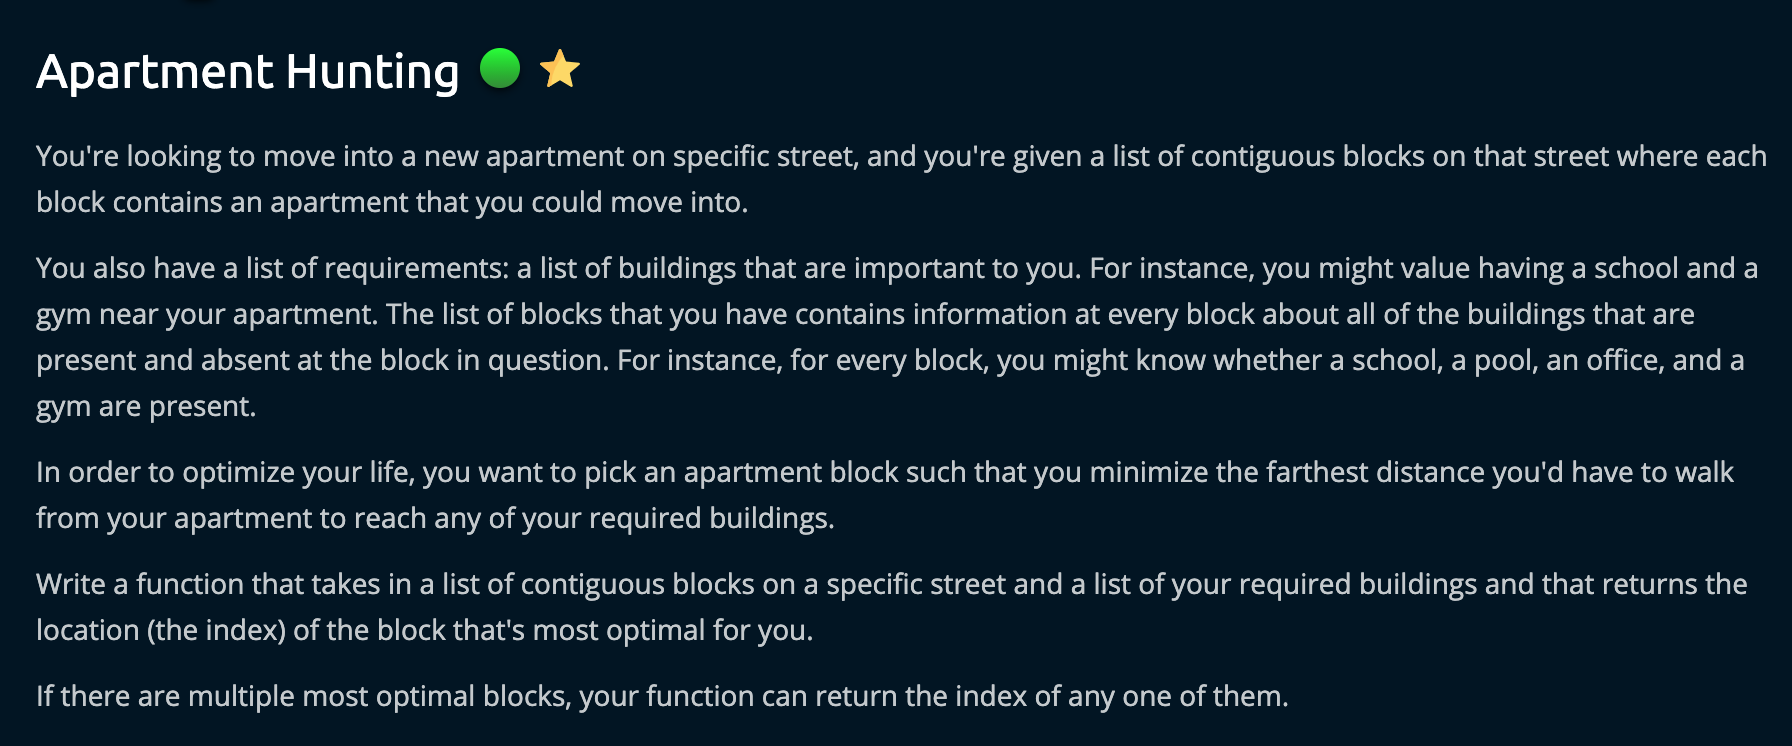 Apartment Hunting
You're looking to move into a new apartment on specific street, and you're given a list of contiguous blocks on that street where each
block contains an apartment that you could move into.
You also have a list of requirements: a list of buildings that are important to you. For instance, you might value having a school and a
gym near your apartment. The list of blocks that you have contains information at every block about all of the buildings that are
present and absent at the block in question. For instance, for every block, you might know whether a school, a pool, an office, and a
gym are present.
In order to optimize your life, you want to pick an apartment block such that you minimize the farthest distance you'd have to walk
from your apartment to reach any of your required buildings.
Write a function that takes in a list of contiguous blocks on a specific street and a list of your required buildings and that returns the
location (the index) of the block that's most optimal for you.
If there are multiple most optimal blocks, your function can return the index of any one of them.